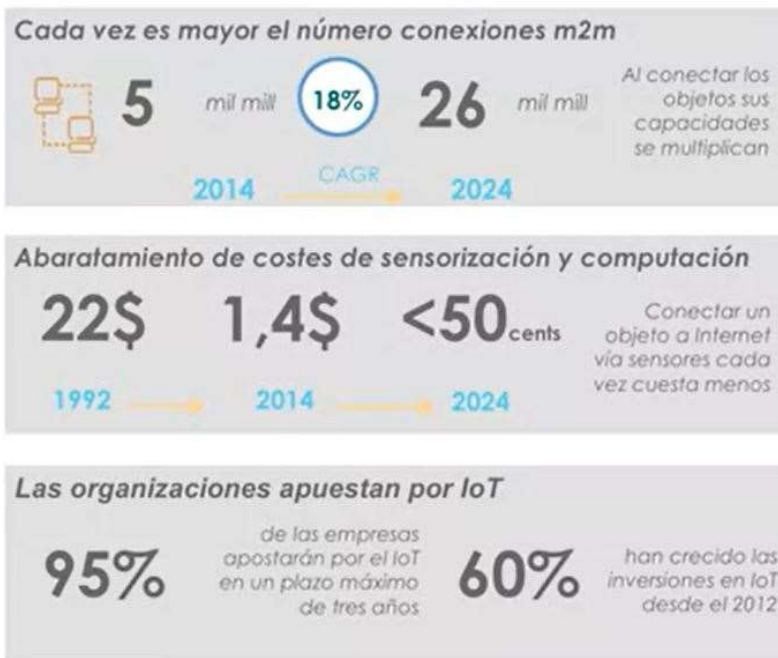 Cada vez es mayor el número conexiones m2m
5 mil mill 18% 26 mil mill
Al conectar los
objetos sus
capacidades
se multiplican
2014 CAGR 2024
Abaratamiento de costes de sensorización y computación
22$ 1,4$ <50 cents
Conectar un
objeto a Internet
vía sensores cada
vez cuesta menos
1992 2014 2024
Las organizaciones apuestan por IoT
95%
de las empresas
apostarán por el IoT
en un plazo máximo
de tres años
60%
han crecido las
inversiones en IoT
desde el 2012